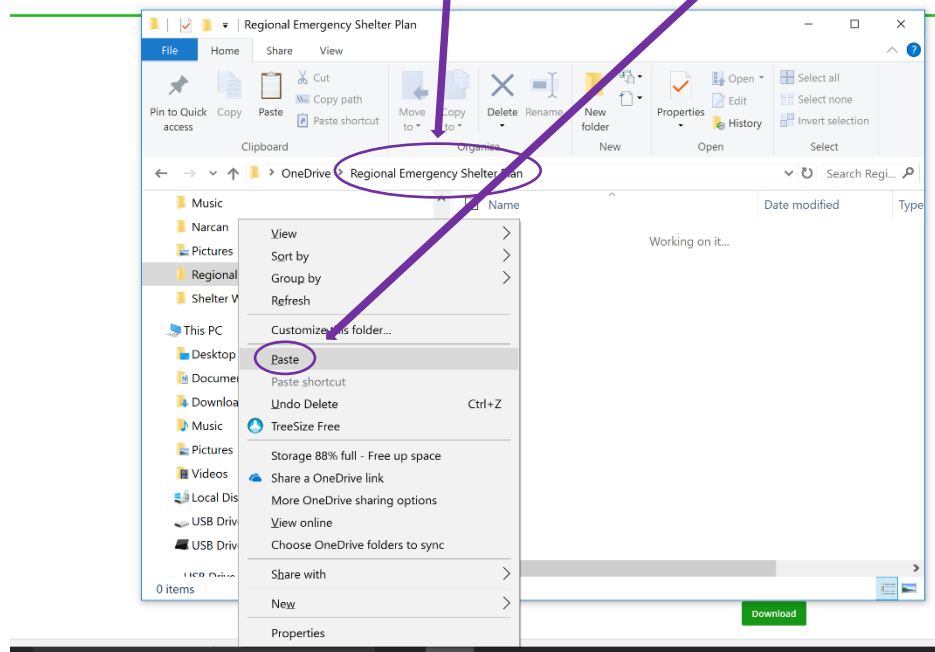 Regional Emergency Shelter Plan
File Home Share View
Pin to Quick access
Copy
Paste
Cut
Copy path
Paste shortcut
Move to
Copy to
Delete
Rename
New folder
Properties
Open
Edit
History
Select all
Select none
Invert selection
Clipboard Organize New Open Select
OneDrive Regional Emergency Shelter Plan Search Regi...
Name Date modified Type
Working on it...
Music
Narcan
Pictures
Regional
Shelter W
This PC
Desktop
Documen
Downloa
Music
Pictures
Videos
Local Dis
USB Driv
USB Driv
USB Drive
0 items
View
Sort by
Group by
Refresh
Customize this folder...
Paste
Paste shortcut
Undo Delete Ctrl+Z
TreeSize Free
Storage 88% full - Free up space
Share a OneDrive link
More OneDrive sharing options
View online
Choose OneDrive folders to sync
Share with
New
Properties
Download